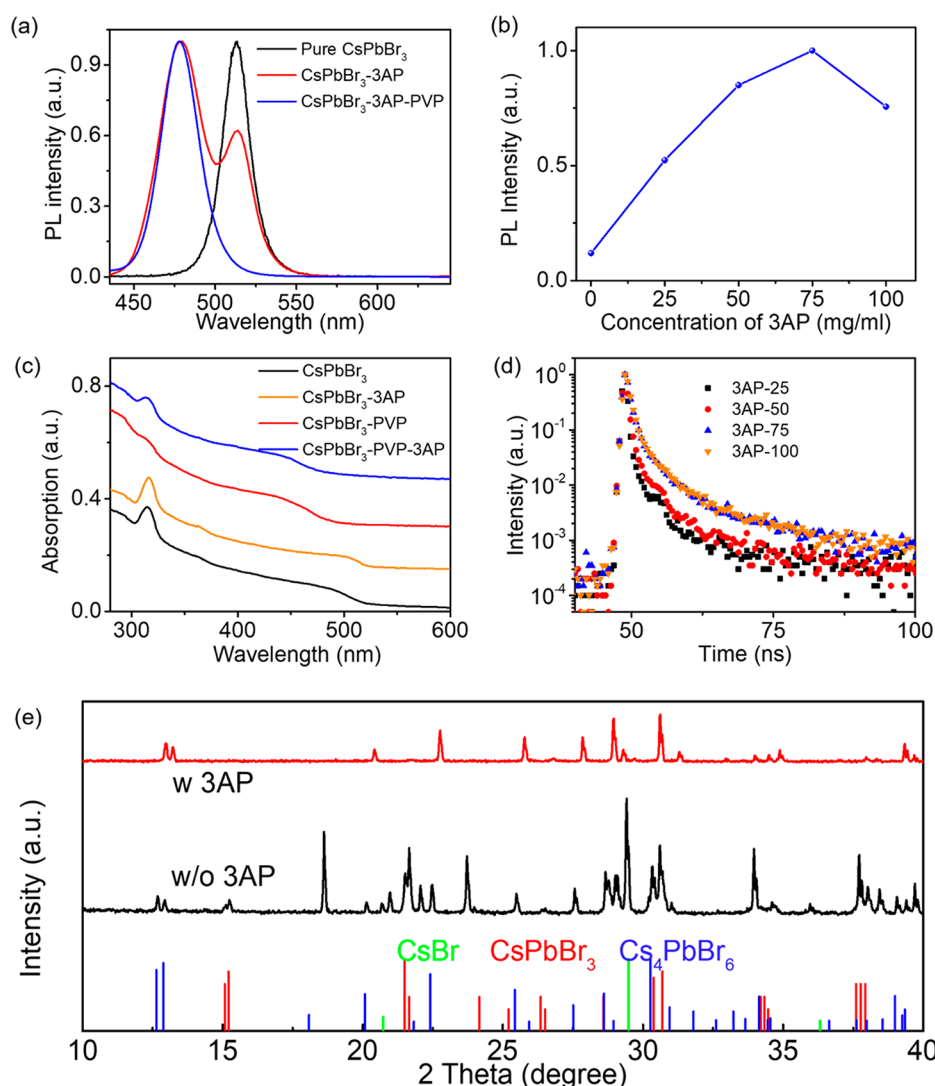 (a)
Pure CsPbBr₃
CsPbBr₃-3AP
CsPbBr₃-3AP-PVP
PL intensity (a.u.)
0.9
0.6
0.3
0.0
450 500 550 600
Wavelength (nm)
(b)
PL Intensity (a.u.)
1.0
0.5
0.0
0 25 50 75 100
Concentration of 3AP (mg/ml)
(c)
CsPbBr₃
CsPbBr₃-3AP
CsPbBr₃-PVP
CsPbBr₃-PVP-3AP
Absorption (a.u.)
0.8
0.4
0.0
300 400 500 600
Wavelength (nm)
(d)
3AP-25
3AP-50
3AP-75
3AP-100
Intensity (a.u.)
10⁰
10⁻¹
10⁻²
10⁻³
10⁻⁴
50 75 100
Time (ns)
(e)
w 3AP
w/o 3AP
CsBr CsPbBr₃ Cs₄PbBr₆
Intensity (a.u.)
10 15 20 25 30 35 40
2 Theta (degree)